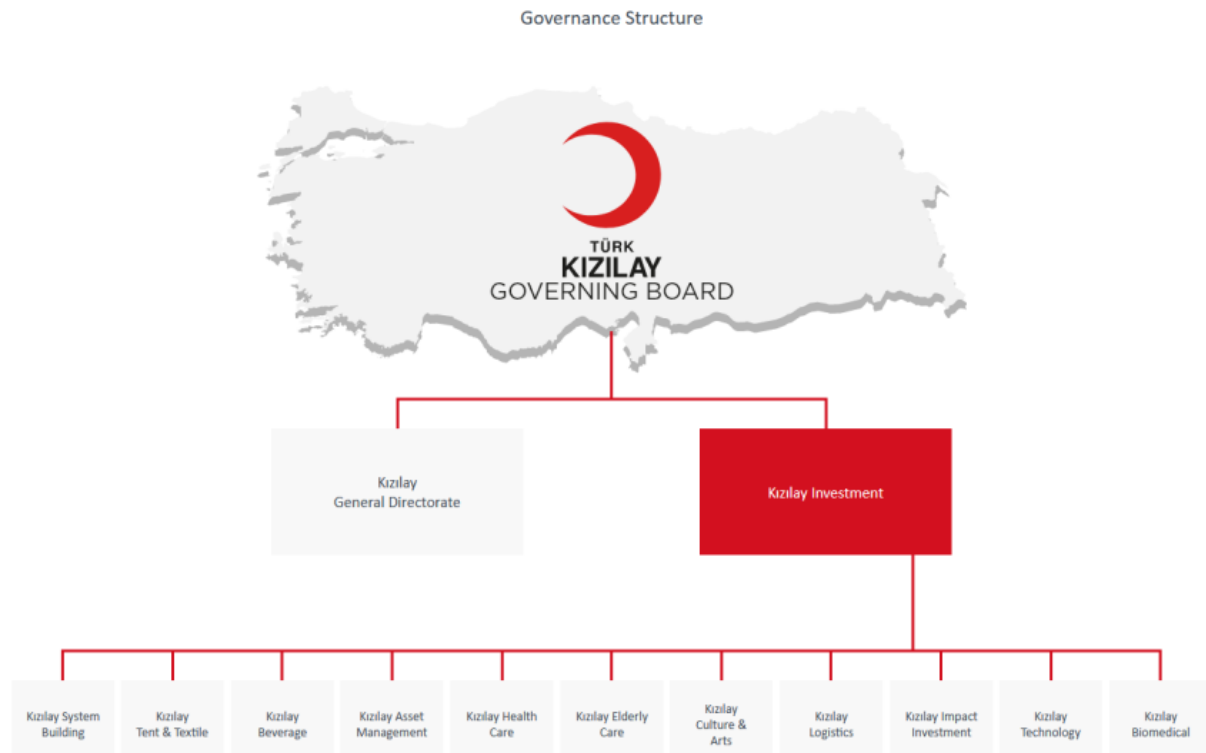 Governance Structure
TÜRK
KIZILAY
GOVERNING BOARD
Kızılay
General Directorate
Kızılay Investment
Kızılay System
Building
Kızılay
Tent & Textile
Kızılay
Beverage
Kızılay Asset
Management
Kızılay Health
Care
Kızılay Elderly
Care
Kızılay
Culture &
Arts
Kızılay
Logistics
Kızılay Impact
Investment
Kızılay
Technology
Kızılay
Biomedical